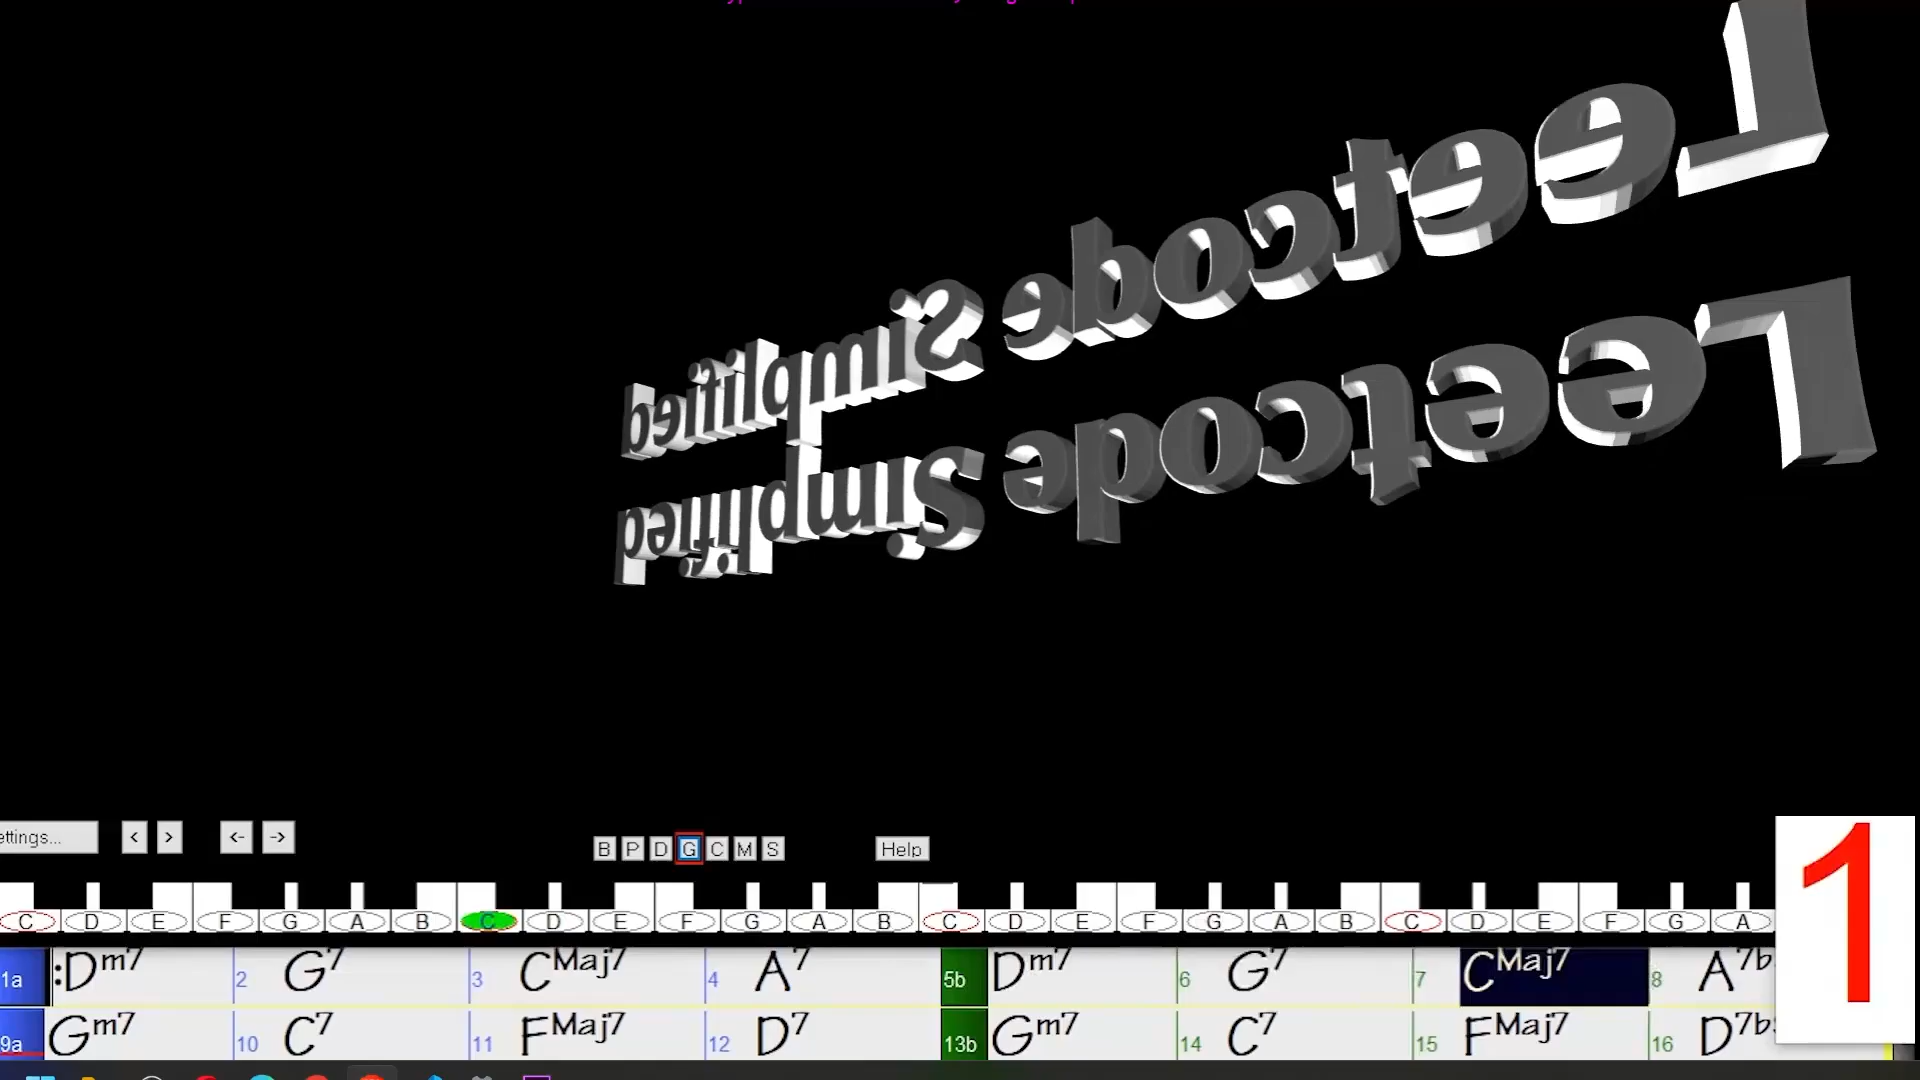 Leetcode Simplified
Leetcode Simplified
ettings...
< > <- ->
B P D G C M S
Help
C D E F G A B C D E F G A B C D E F G A B C D E F G A
1a :Dm7 2 G7 3 CMaj7 4 A7 5b Dm7 6 G7 7 CMaj7 8 A7b
9a Gm7 10 C7 11 FMaj7 12 D7 13b Gm7 14 C7 15 FMaj7 16 D7b
1